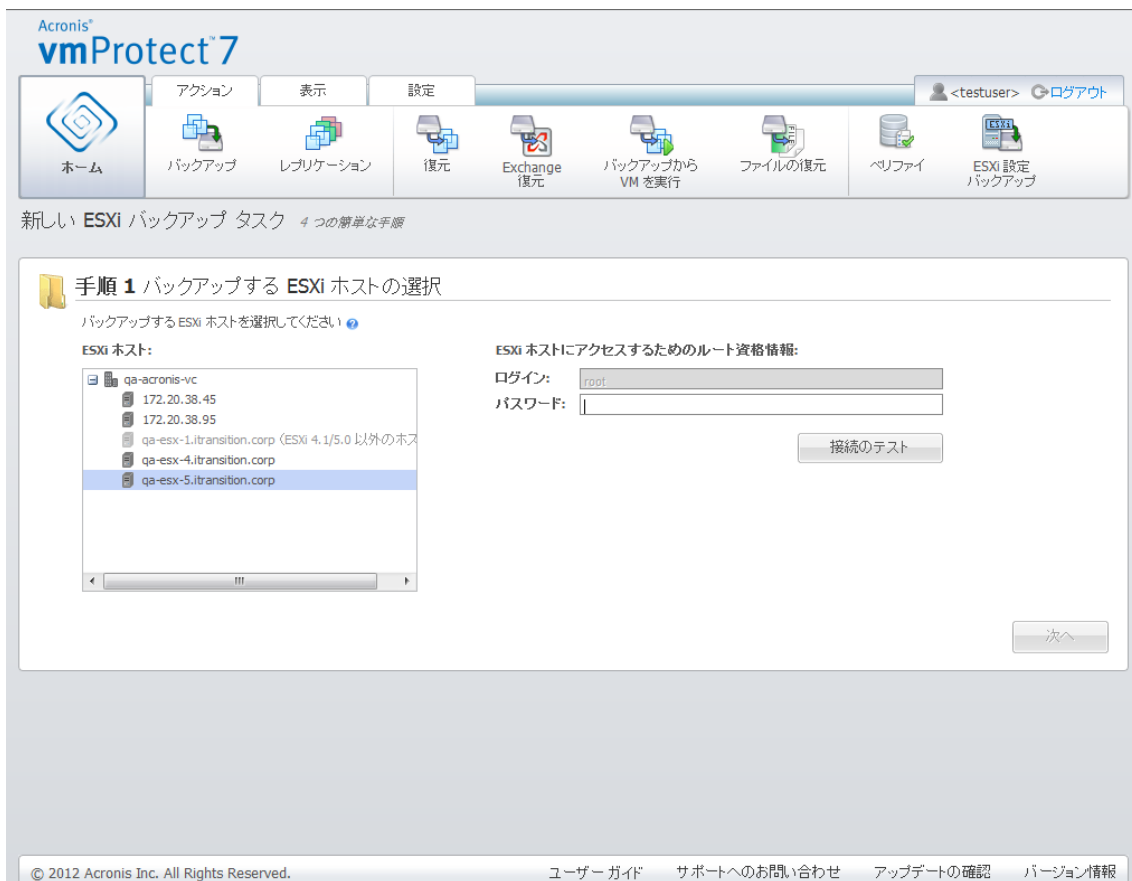 Acronis®
vmProtect™7
アクション 表示 設定
<testuser> ログアウト
ホーム
バックアップ
レプリケーション
復元
Exchange
復元
バックアップから
VM を実行
ファイルの復元
ベリファイ
ESXi
ESXi 設定
バックアップ
新しい ESXi バックアップ タスク 4 つの簡単な手順
手順 1 バックアップする ESXi ホストの選択
バックアップする ESXi ホストを選択してください
ESXi ホスト:
qa-acronis-vc
172.20.38.45
172.20.38.95
qa-esx-1.itransition.corp (ESXi 4.1/5.0 以外のホス
qa-esx-4.itransition.corp
qa-esx-5.itransition.corp
ESXi ホストにアクセスするためのルート資格情報:
ログイン: root
パスワード:
接続のテスト
次へ
© 2012 Acronis Inc. All Rights Reserved.
ユーザー ガイド サポートへのお問い合わせ アップデートの確認 バージョン情報